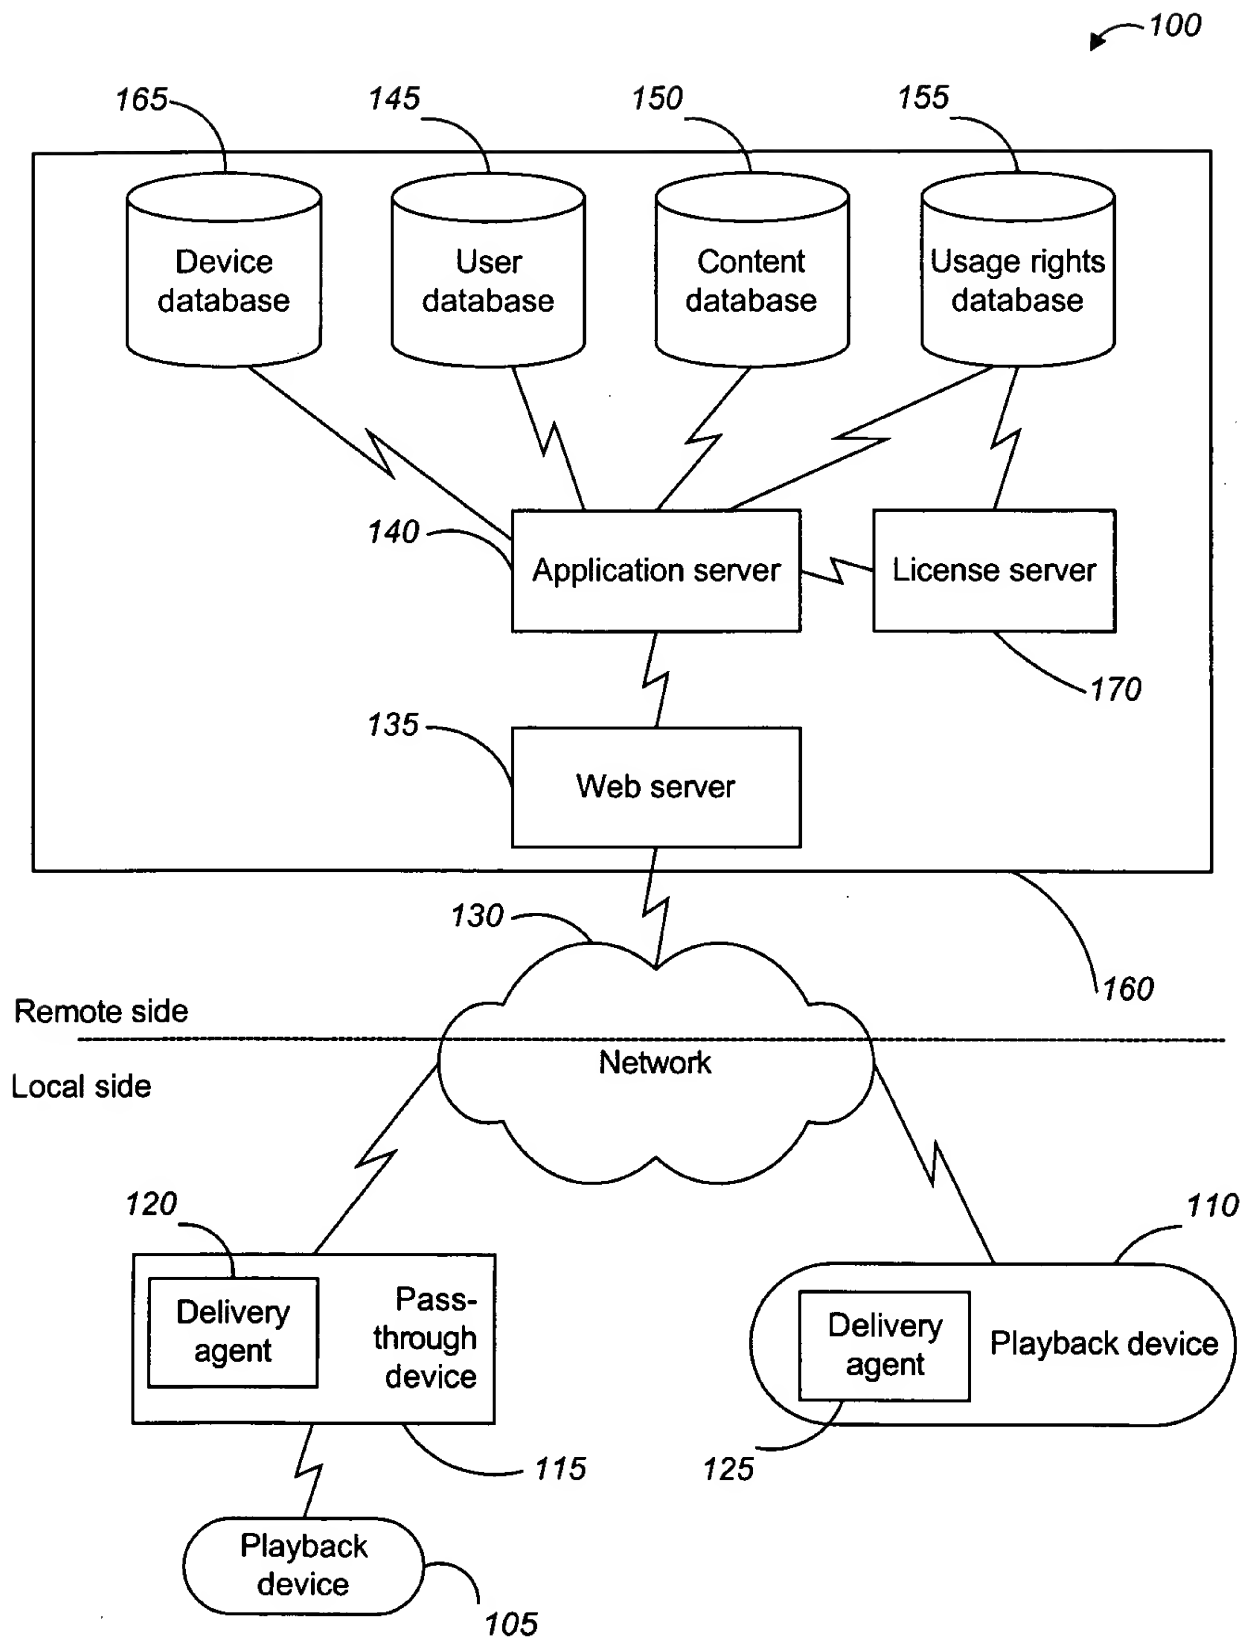 100
165
145
150
155
Device
database
User
database
Content
database
Usage rights
database
140
Application server
License server
170
135
Web server
130
160
Remote side
Network
Local side
120
110
Delivery
agent
Pass-
through
device
Delivery
agent
Playback device
115
125
Playback
device
105